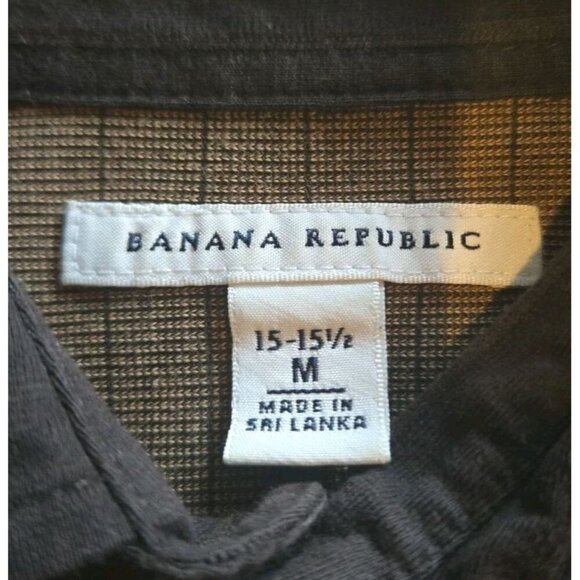 BANANA REPUBLIC
15-15½
M
MADE IN
SRI LANKA